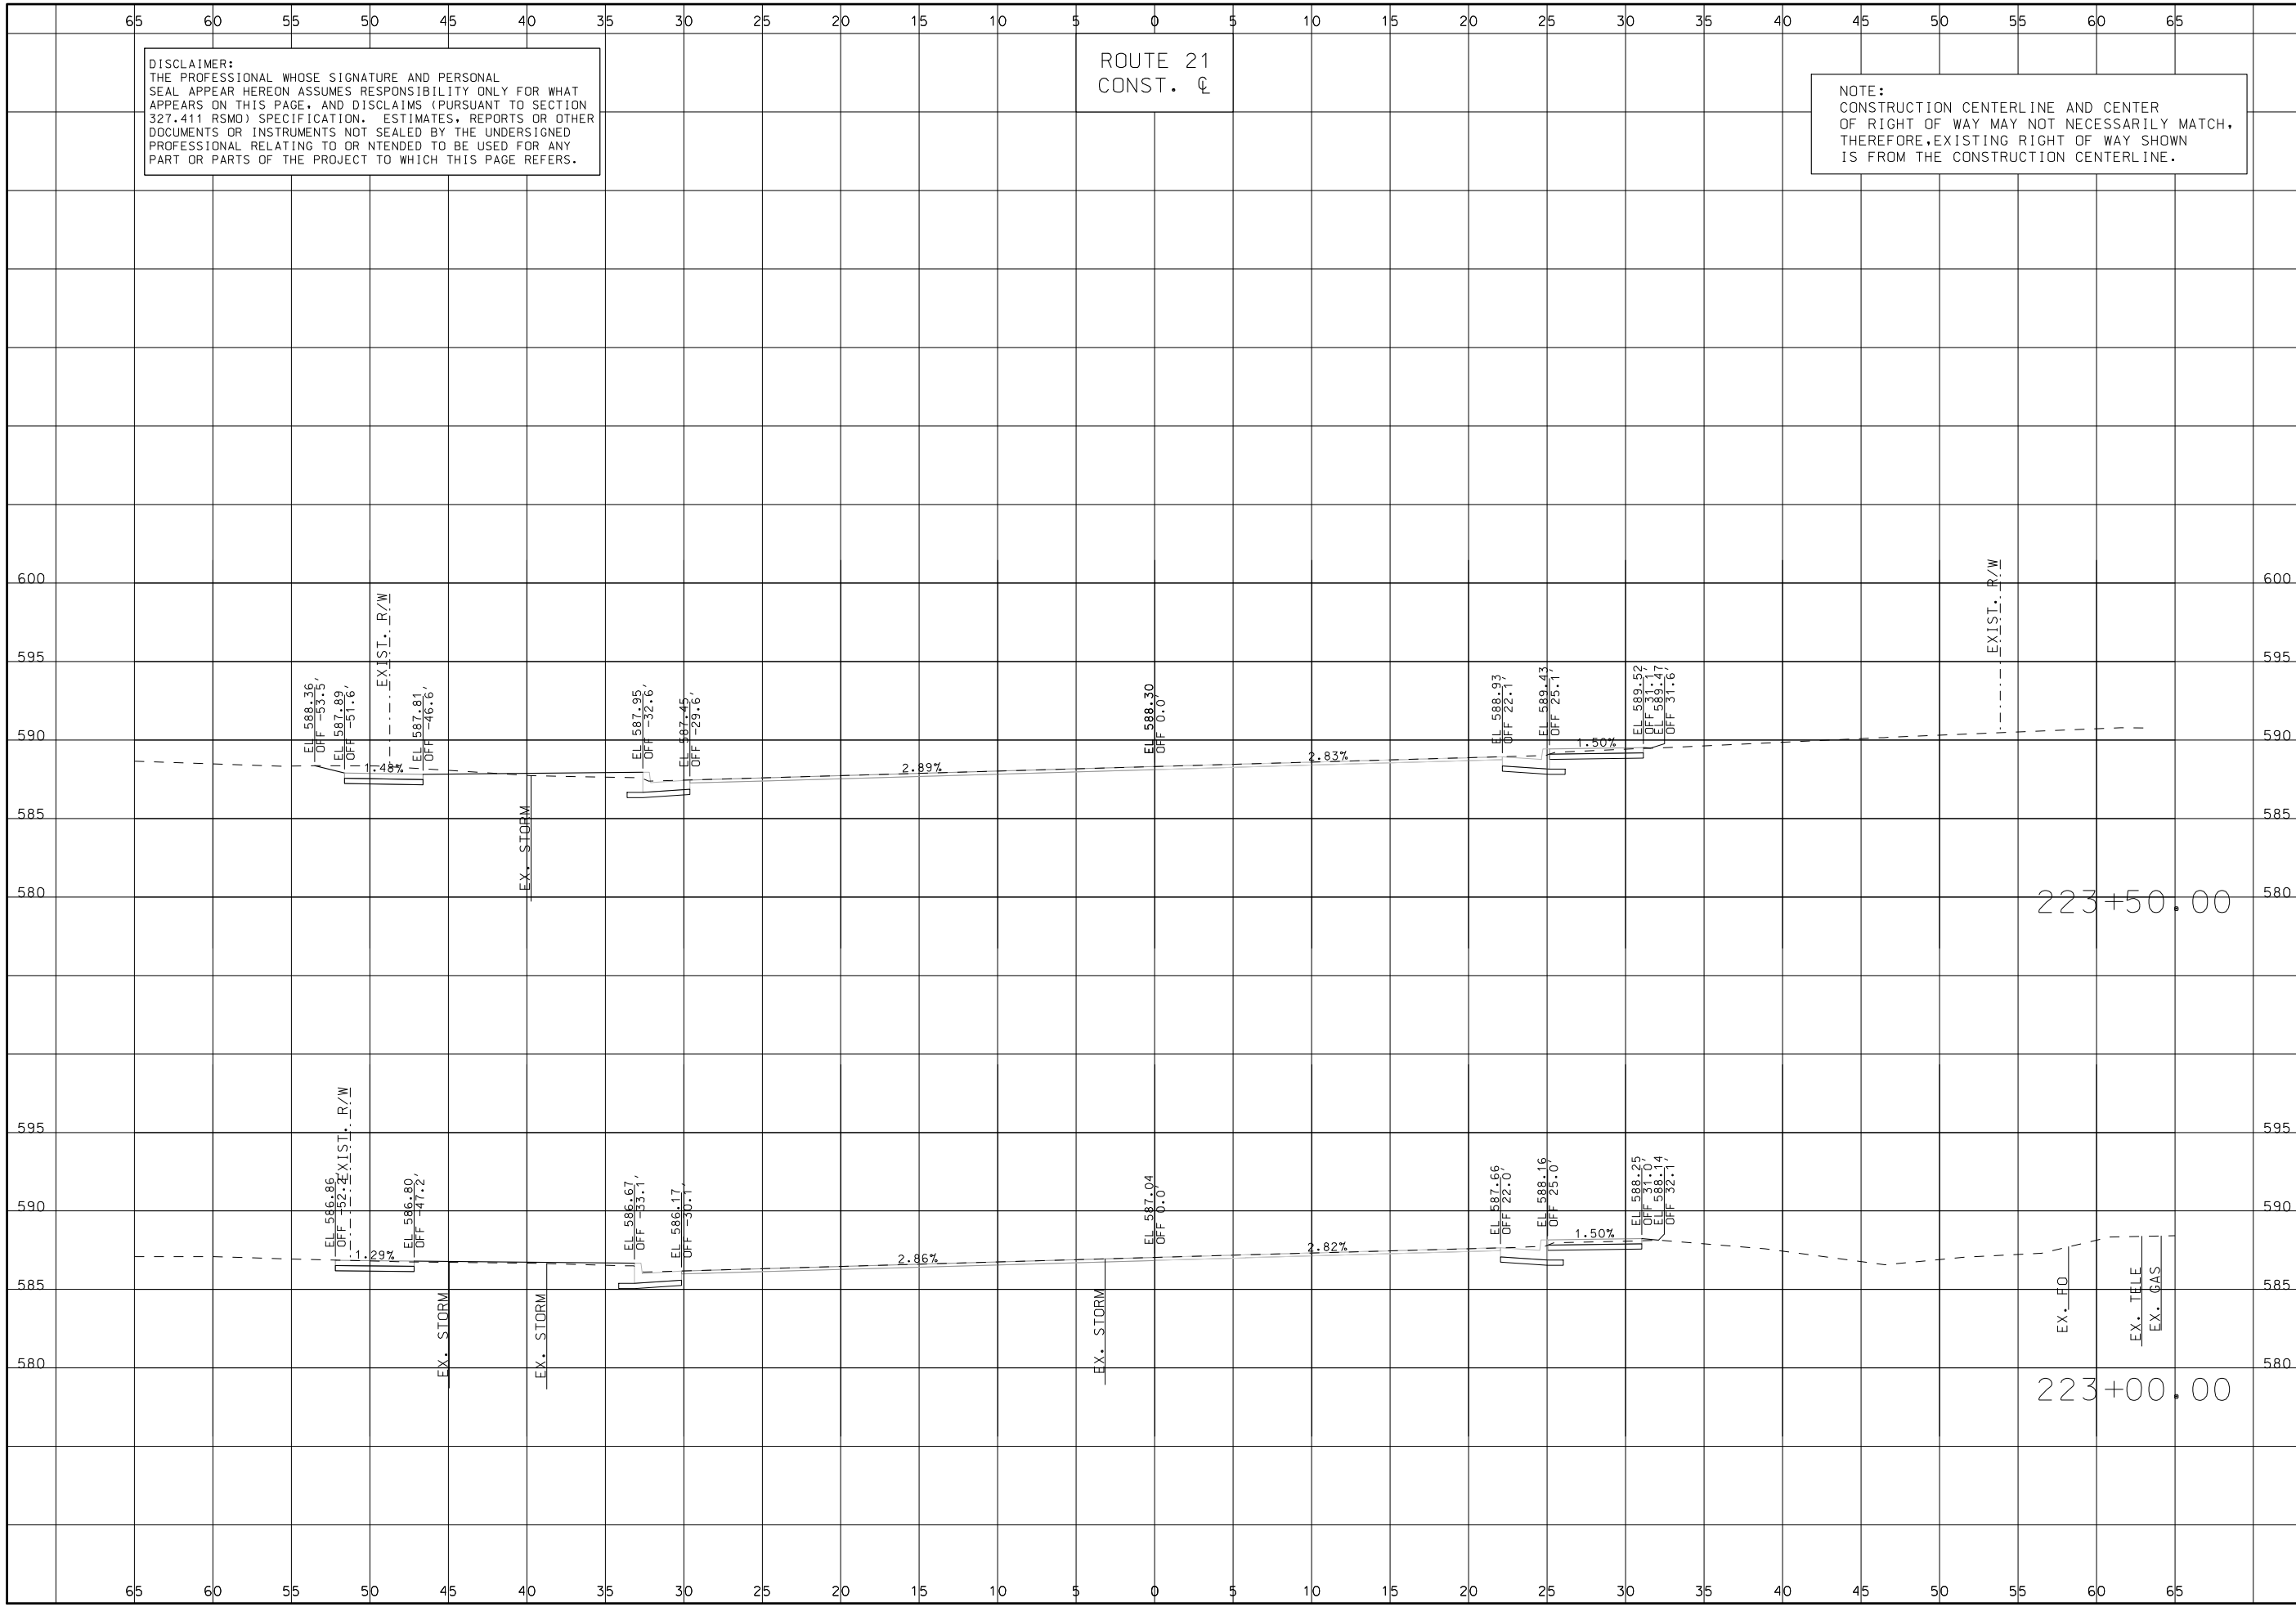 65 60 55 50 45 40 35 30 25 20 15 10 5 0 5 10 15 20 25 30 35 40 45 50 55 60 65
DISCLAIMER:
THE PROFESSIONAL WHOSE SIGNATURE AND PERSONAL
SEAL APPEAR HEREON ASSUMES RESPONSIBILITY ONLY FOR WHAT
APPEARS ON THIS PAGE, AND DISCLAIMS (PURSUANT TO SECTION
327.411 RSMO) SPECIFICATION. ESTIMATES, REPORTS OR OTHER
DOCUMENTS OR INSTRUMENTS NOT SEALED BY THE UNDERSIGNED
PROFESSIONAL RELATING TO OR NTENDED TO BE USED FOR ANY
PART OR PARTS OF THE PROJECT TO WHICH THIS PAGE REFERS.
ROUTE 21
CONST. ℄
NOTE:
CONSTRUCTION CENTERLINE AND CENTER
OF RIGHT OF WAY MAY NOT NECESSARILY MATCH,
THEREFORE,EXISTING RIGHT OF WAY SHOWN
IS FROM THE CONSTRUCTION CENTERLINE.
600 600
595 595
590 590
585 585
580 580
EL 588.36
OFF -53.5'
EL 587.89
OFF -51.6'
EXIST. R/W
EL 587.81
OFF -46.6'
1.48%
EX. STORM
EL 587.95
OFF -32.6'
EL 587.45
OFF -29.6'
2.89%
EL 588.30
OFF 0.0'
2.83%
EL 588.93
OFF 22.1'
EL 589.43
OFF 25.1'
1.50%
EL 589.52
OFF 31.1'
EL 589.47
OFF 31.6'
EXIST. R/W
223+50.00
595 595
590 590
585 585
580 580
EL 586.86
OFF -52.2'
EXIST. R/W
1.29%
EL 586.80
OFF -47.2'
EX. STORM
EX. STORM
EL 586.67
OFF -33.1'
EL 586.17
OFF -30.1'
2.86%
EX. STORM
EL 587.04
OFF 0.0'
2.82%
EL 587.66
OFF 22.0'
EL 588.16
OFF 25.0'
1.50%
EL 588.25
OFF 31.0'
EL 588.14
OFF 32.1'
EX. FO
EX. TELE
EX. GAS
223+00.00
65 60 55 50 45 40 35 30 25 20 15 10 5 0 5 10 15 20 25 30 35 40 45 50 55 60 65